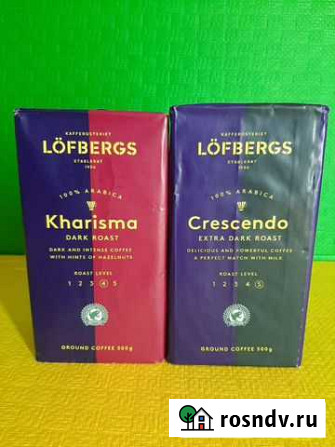 KAFFEROSTERIET
LÖFBERGS
ETABLERAT
1906
100% ARABICA
Kharisma
DARK ROAST
DARK AND INTENSE COFFEE
WITH HINTS OF HAZELNUTS
ROAST LEVEL
1 2 3 4 5
GROUND COFFEE 500g
KAFFEROSTERIET
LÖFBERGS
ETABLERAT
1906
100% ARABICA
Crescendo
EXTRA DARK ROAST
DELICIOUS AND POWERFUL COFFEE
A PERFECT MATCH WITH MILK
ROAST LEVEL
1 2 3 4 5
GROUND COFFEE 500g
rosndv.ru